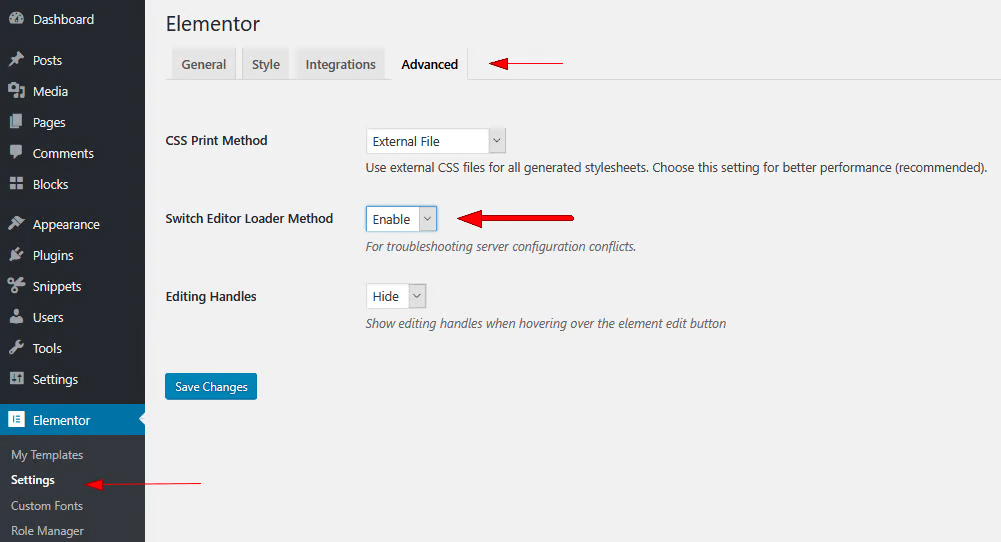 Dashboard
Posts
Media
Pages
Comments
Blocks
Appearance
Plugins
Snippets
Users
Tools
Settings
Elementor
My Templates
Settings
Custom Fonts
Role Manager
Elementor
General Style Integrations Advanced
CSS Print Method External File
Use external CSS files for all generated stylesheets. Choose this setting for better performance (recommended).
Switch Editor Loader Method Enable
For troubleshooting server configuration conflicts.
Editing Handles Hide
Show editing handles when hovering over the element edit button
Save Changes